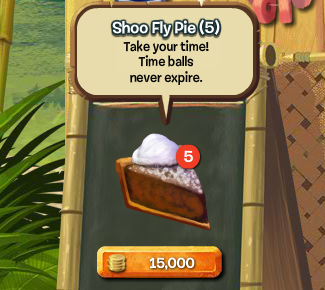 Shoo Fly Pie (5)
Take your time!
Time balls
never expire.
5
15,000